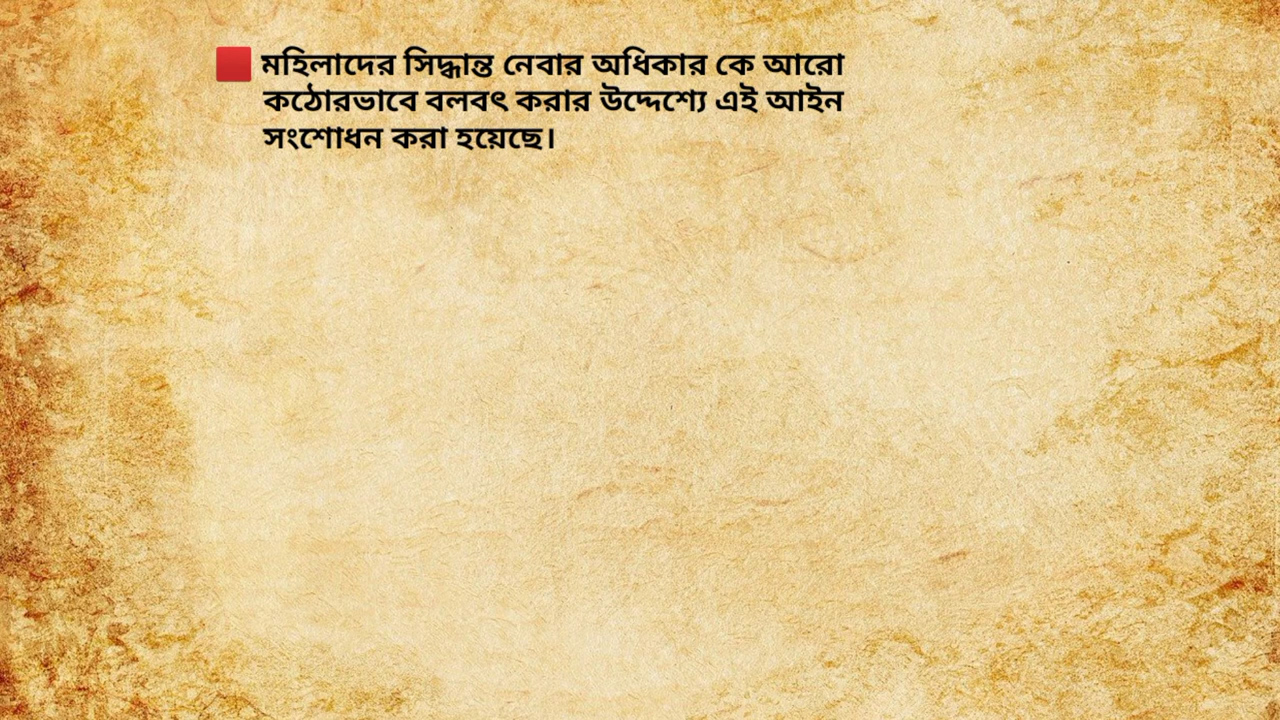 🟥 মহিলাদের সিদ্ধান্ত নেবার অধিকার কে আরো
কঠোরভাবে বলবৎ করার উদ্দেশ্যে এই আইন
সংশোধন করা হয়েছে।